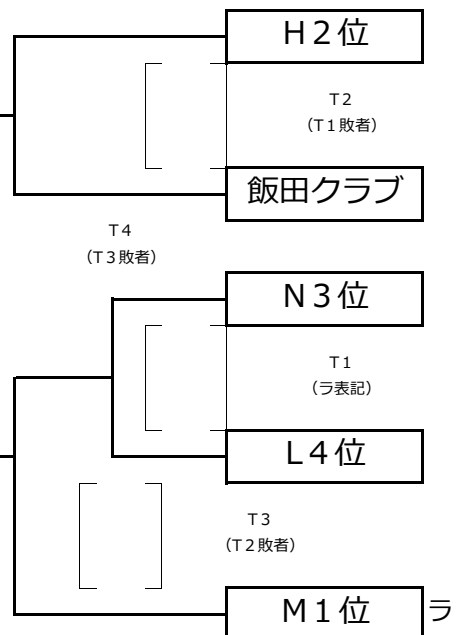 H2位
T2
(T1敗者)
飯田クラブ
T4
(T3敗者)
N3位
T1
(ラ表記)
L4位
T3
(T2敗者)
M1位 ラ